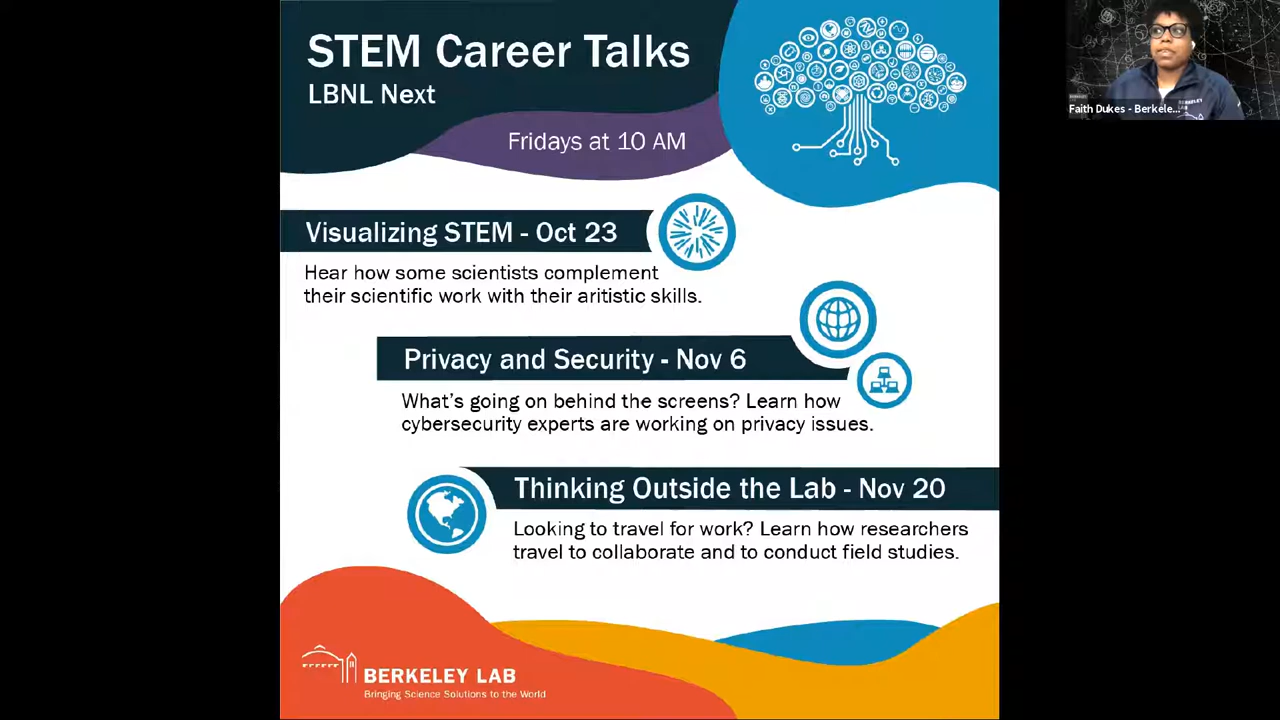 STEM Career Talks
LBNL Next
Fridays at 10 AM
Faith Dukes - Berkele...
BERKELEY
LAB
Visualizing STEM - Oct 23
Hear how some scientists complement
their scientific work with their aritistic skills.
Privacy and Security - Nov 6
What's going on behind the screens? Learn how
cybersecurity experts are working on privacy issues.
Thinking Outside the Lab - Nov 20
Looking to travel for work? Learn how researchers
travel to collaborate and to conduct field studies.
BERKELEY LAB
Bringing Science Solutions to the World